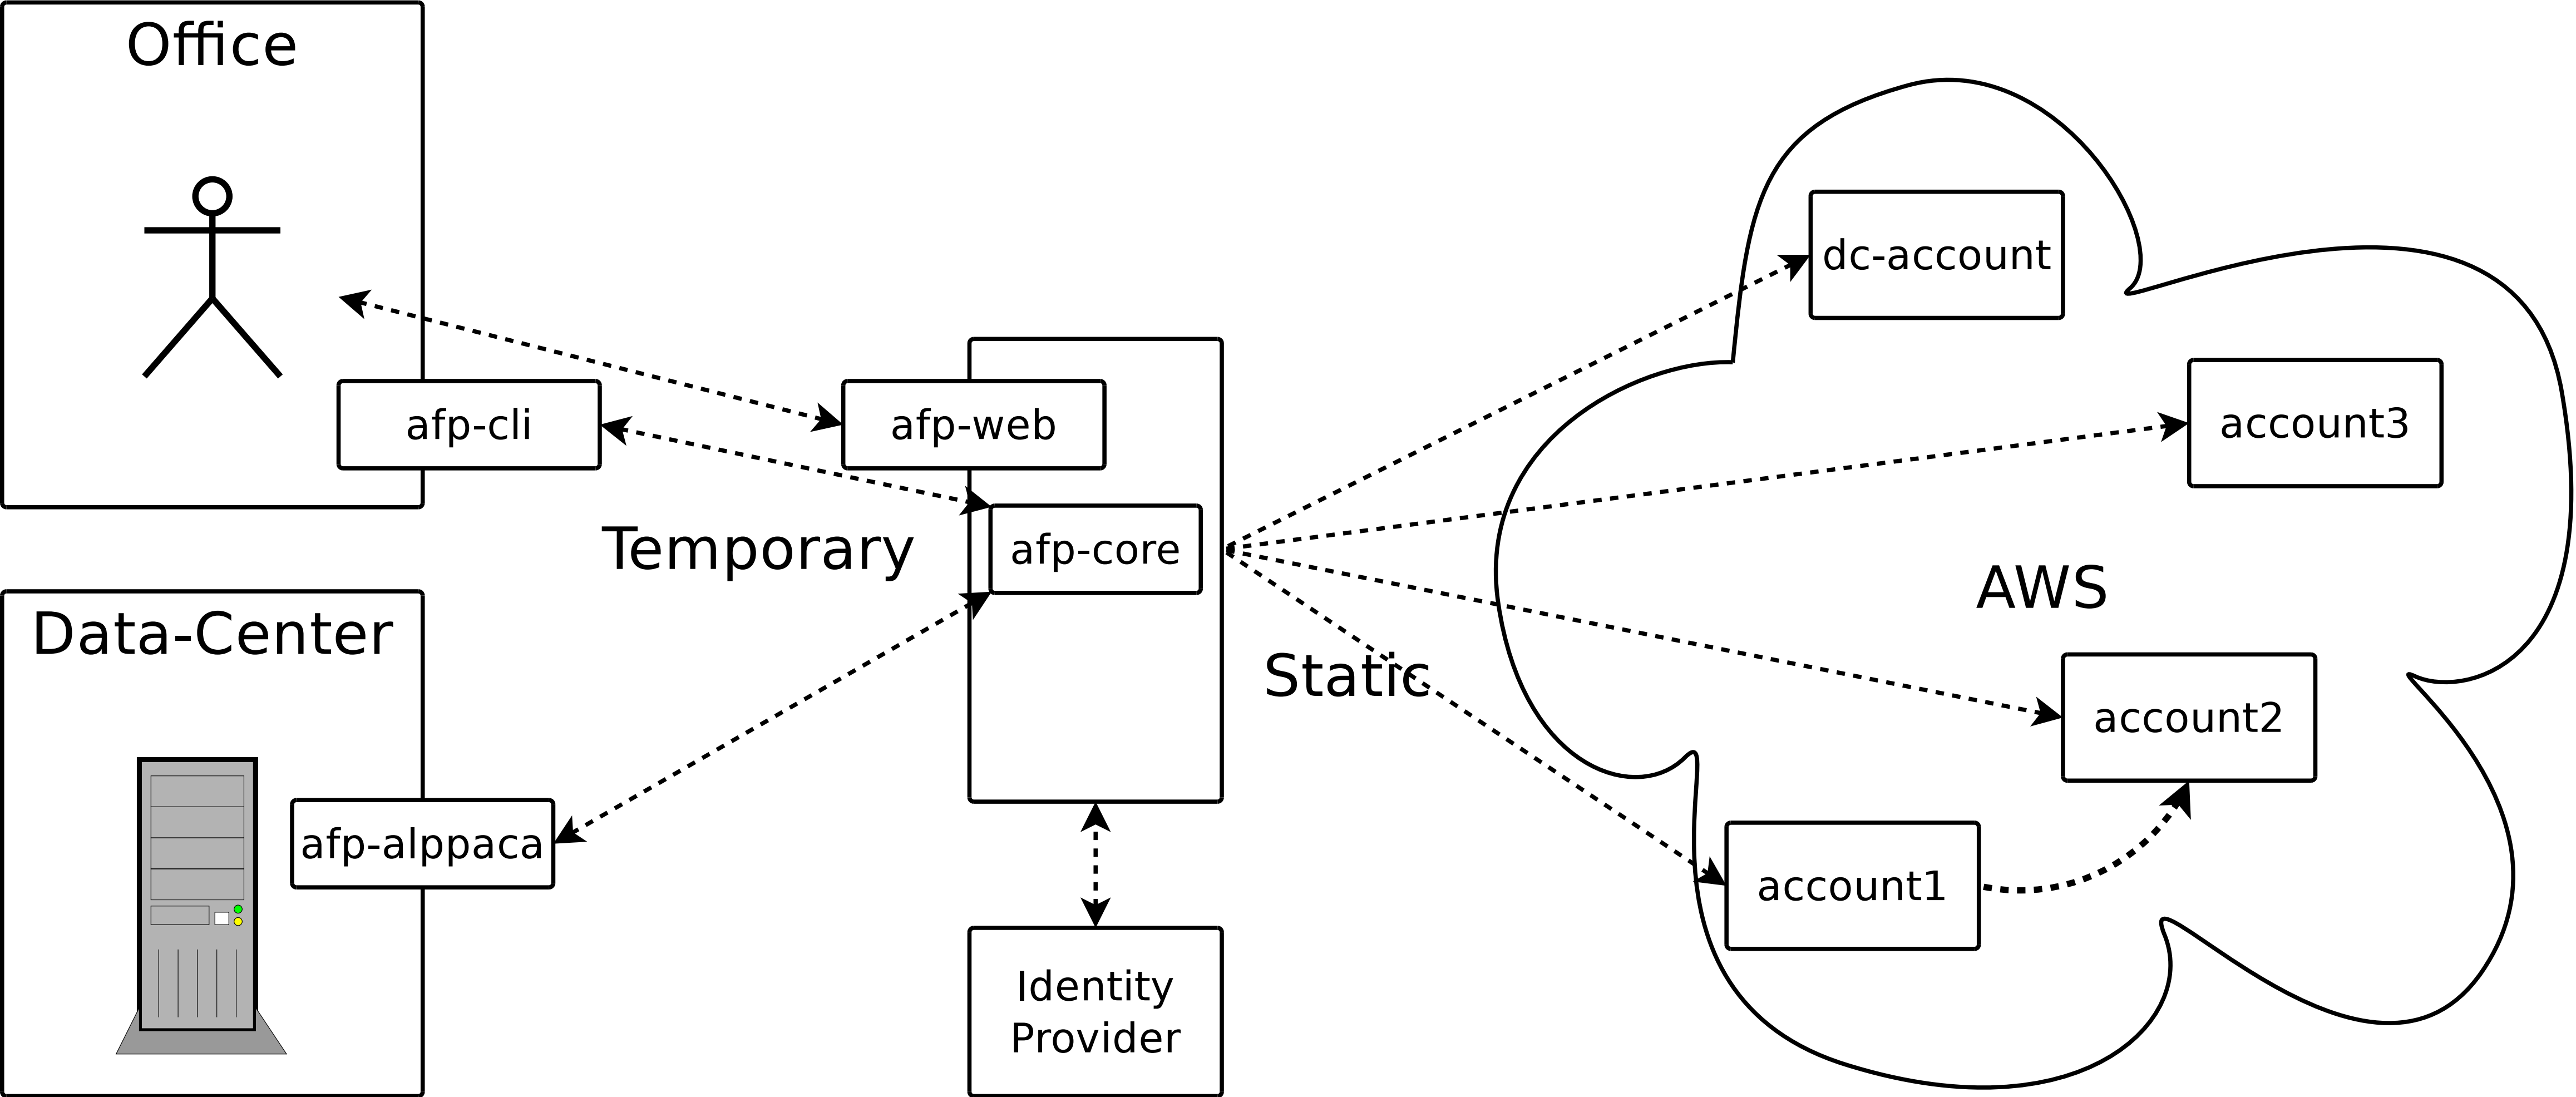 Office
afp-cli
Data-Center
afp-alppaca
Temporary
afp-web
afp-core
Identity
Provider
Static
AWS
dc-account
account3
account2
account1